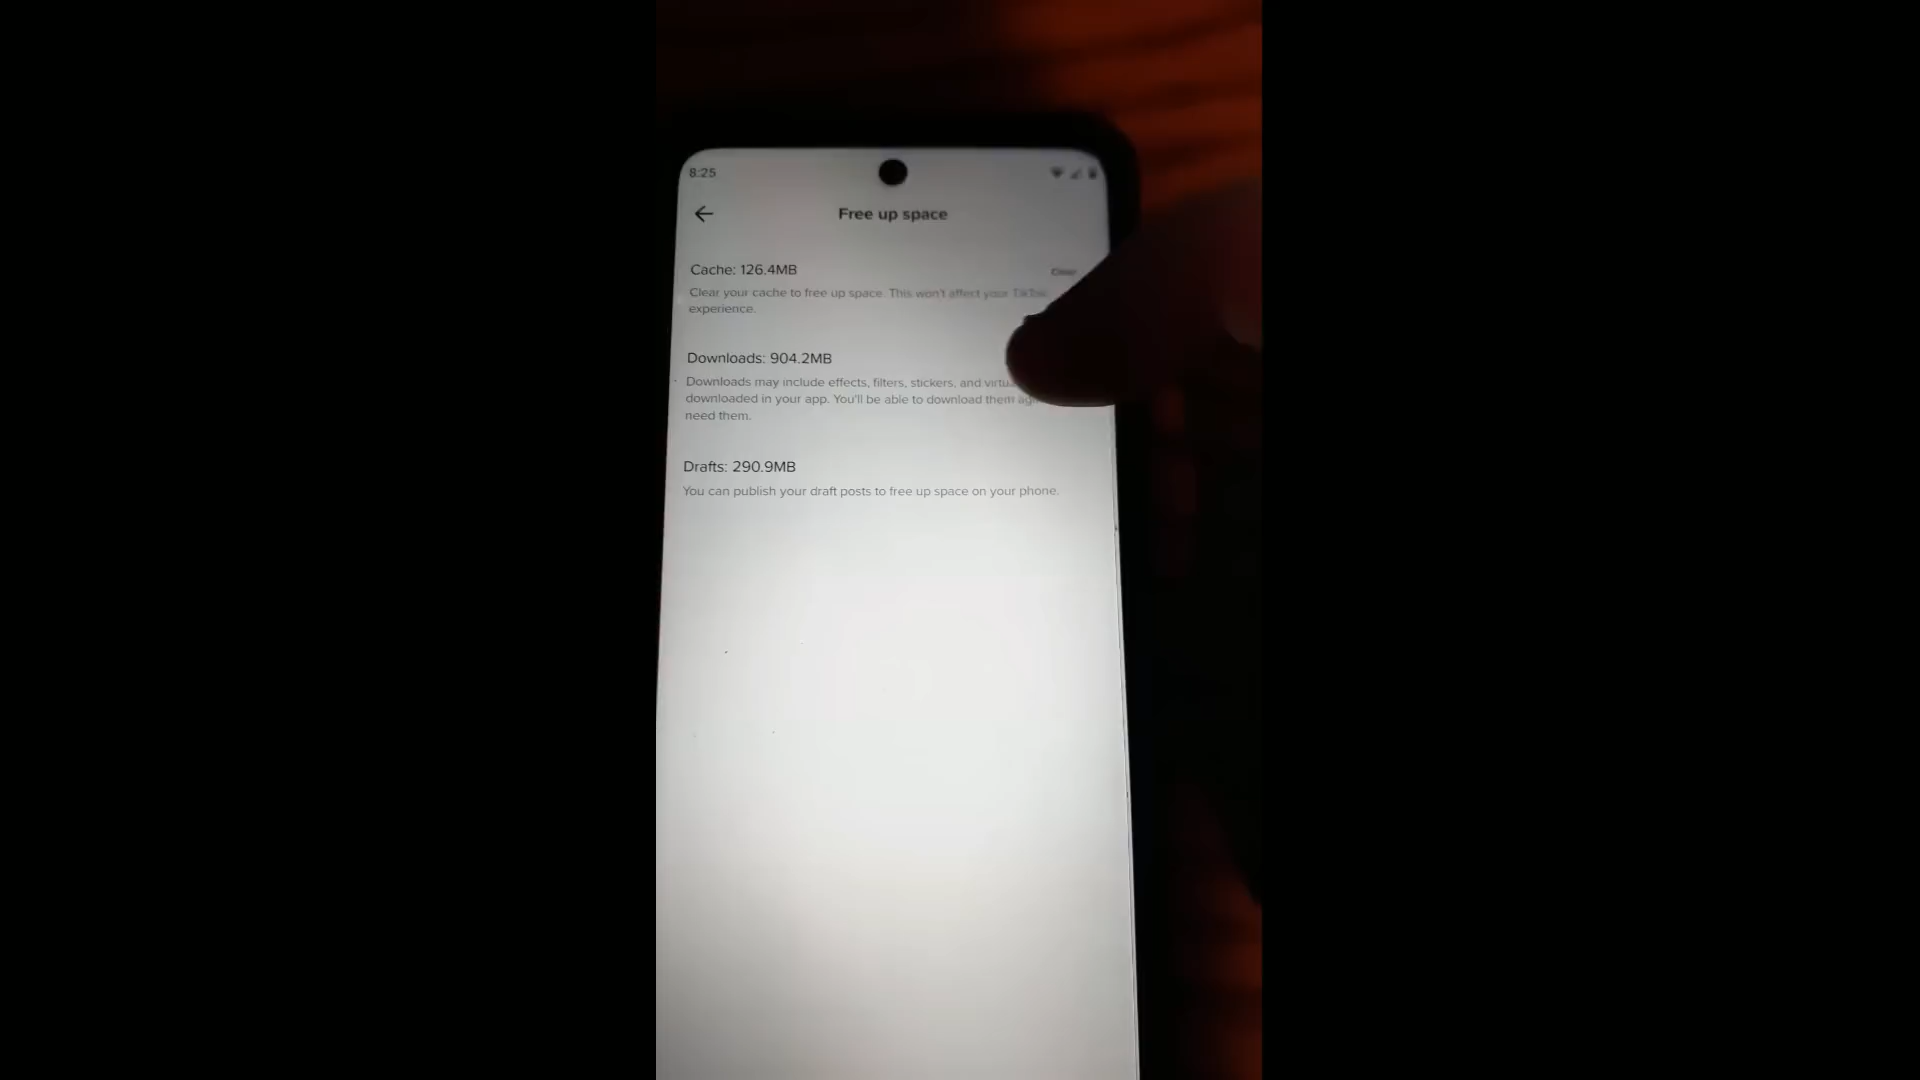 8:25
Free up space
Cache: 126.4MB
Clear
Clear your cache to free up space. This won't affect your TikTok
experience.
Downloads: 904.2MB
Downloads may include effects, filters, stickers, and
downloaded in your app. You'll be able to download them
need them.
Drafts: 290.9MB
You can publish your draft posts to free up space on your phone.